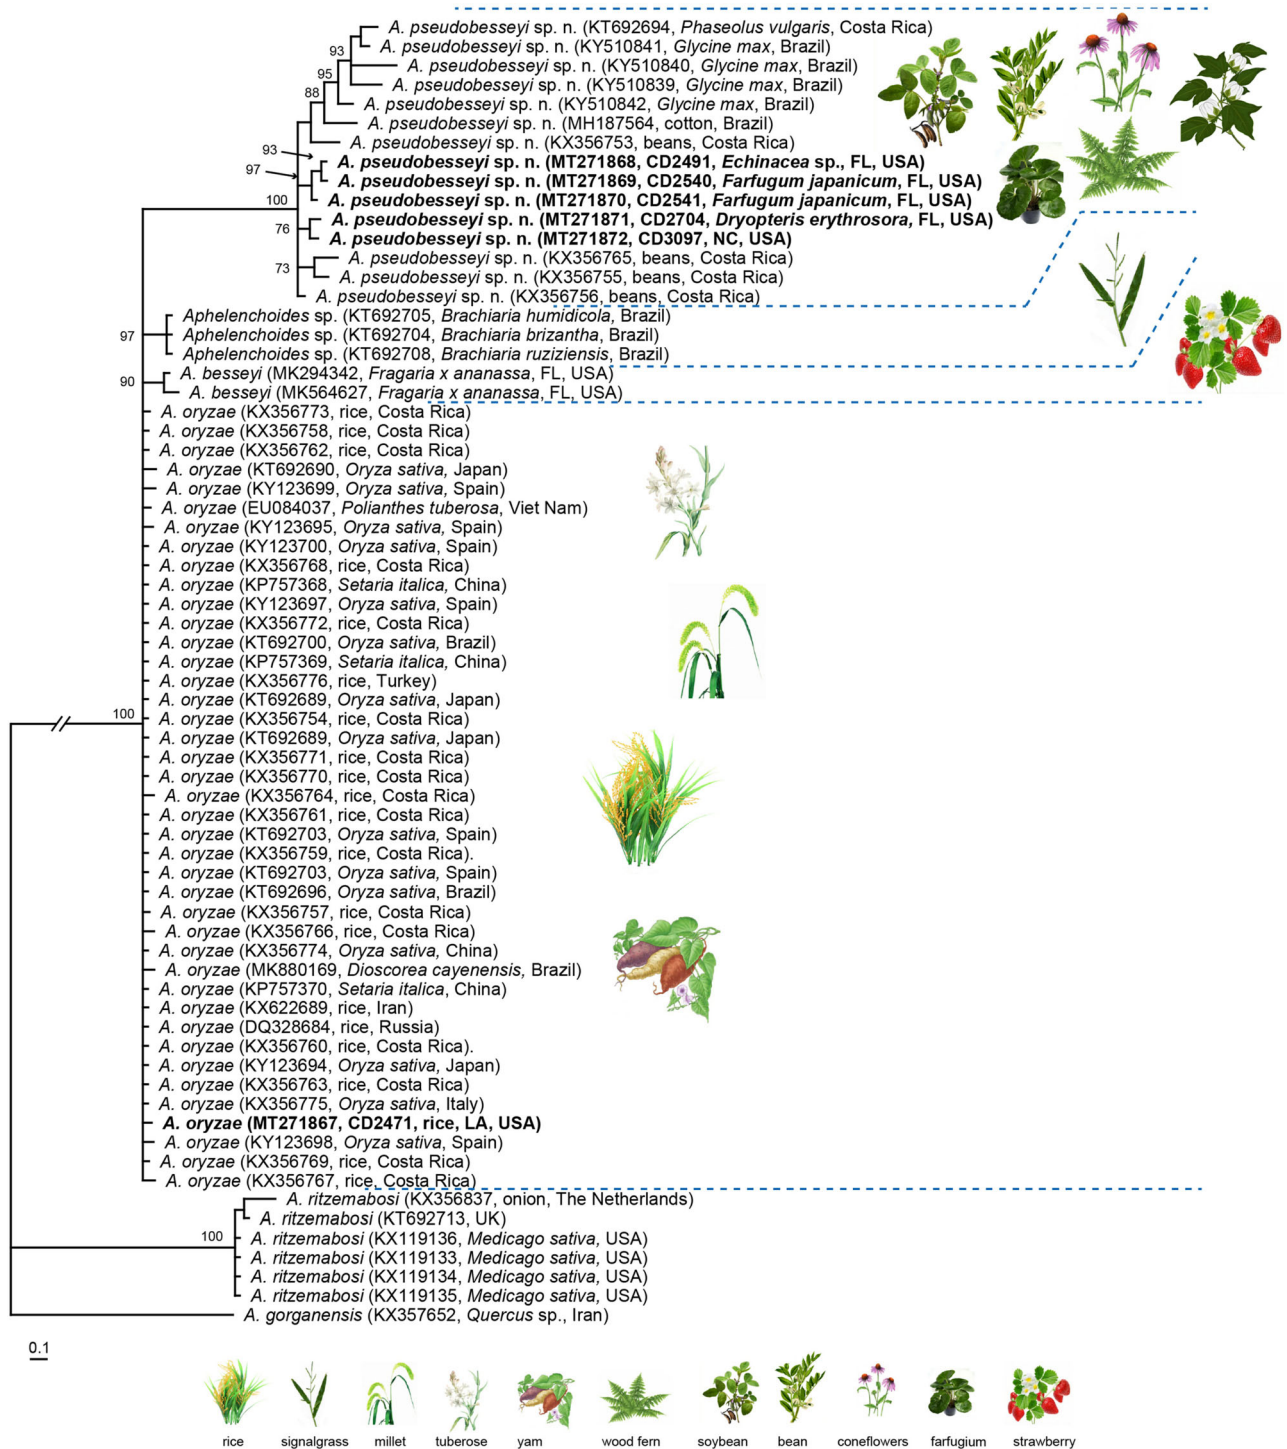 A. pseudobesseyi sp. n. (KT692694, Phaseolus vulgaris, Costa Rica)
93
A. pseudobesseyi sp. n. (KY510841, Glycine max, Brazil)
A. pseudobesseyi sp. n. (KY510840, Glycine max, Brazil)
95
A. pseudobesseyi sp. n. (KY510839, Glycine max, Brazil)
88
A. pseudobesseyi sp. n. (KY510842, Glycine max, Brazil)
A. pseudobesseyi sp. n. (MH187564, cotton, Brazil)
A. pseudobesseyi sp. n. (KX356753, beans, Costa Rica)
93
A. pseudobesseyi sp. n. (MT271868, CD2491, Echinacea sp., FL, USA)
97
A. pseudobesseyi sp. n. (MT271869, CD2540, Farfugum japanicum, FL, USA)
A. pseudobesseyi sp. n. (MT271870, CD2541, Farfugum japanicum, FL, USA)
100
A. pseudobesseyi sp. n. (MT271871, CD2704, Dryopteris erythrosora, FL, USA)
76
A. pseudobesseyi sp. n. (MT271872, CD3097, NC, USA)
A. pseudobesseyi sp. n. (KX356765, beans, Costa Rica)
73
A. pseudobesseyi sp. n. (KX356755, beans, Costa Rica)
A. pseudobesseyi sp. n. (KX356756, beans, Costa Rica)
Aphelenchoides sp. (KT692705, Brachiaria humidicola, Brazil)
97
Aphelenchoides sp. (KT692704, Brachiaria brizantha, Brazil)
Aphelenchoides sp. (KT692708, Brachiaria ruziziensis, Brazil)
A. besseyi (MK294342, Fragaria x ananassa, FL, USA)
90
A. besseyi (MK564627, Fragaria x ananassa, FL, USA)
A. oryzae (KX356773, rice, Costa Rica)
A. oryzae (KX356758, rice, Costa Rica)
A. oryzae (KX356762, rice, Costa Rica)
A. oryzae (KT692690, Oryza sativa, Japan)
A. oryzae (KY123699, Oryza sativa, Spain)
A. oryzae (EU084037, Polianthes tuberosa, Viet Nam)
A. oryzae (KY123695, Oryza sativa, Spain)
A. oryzae (KY123700, Oryza sativa, Spain)
A. oryzae (KX356768, rice, Costa Rica)
A. oryzae (KP757368, Setaria italica, China)
A. oryzae (KY123697, Oryza sativa, Spain)
A. oryzae (KX356772, rice, Costa Rica)
A. oryzae (KT692700, Oryza sativa, Brazil)
A. oryzae (KP757369, Setaria italica, China)
A. oryzae (KX356776, rice, Turkey)
A. oryzae (KT692689, Oryza sativa, Japan)
100
A. oryzae (KX356754, rice, Costa Rica)
A. oryzae (KT692689, Oryza sativa, Japan)
A. oryzae (KX356771, rice, Costa Rica)
A. oryzae (KX356770, rice, Costa Rica)
A. oryzae (KX356764, rice, Costa Rica)
A. oryzae (KX356761, rice, Costa Rica)
A. oryzae (KT692703, Oryza sativa, Spain)
A. oryzae (KX356759, rice, Costa Rica).
A. oryzae (KT692703, Oryza sativa, Spain)
A. oryzae (KT692696, Oryza sativa, Brazil)
A. oryzae (KX356757, rice, Costa Rica)
A. oryzae (KX356766, rice, Costa Rica)
A. oryzae (KX356774, Oryza sativa, China)
A. oryzae (MK880169, Dioscorea cayenensis, Brazil)
A. oryzae (KP757370, Setaria italica, China)
A. oryzae (KX622689, rice, Iran)
A. oryzae (DQ328684, rice, Russia)
A. oryzae (KX356760, rice, Costa Rica).
A. oryzae (KY123694, Oryza sativa, Japan)
A. oryzae (KX356763, rice, Costa Rica)
A. oryzae (KX356775, Oryza sativa, Italy)
A. oryzae (MT271867, CD2471, rice, LA, USA)
A. oryzae (KY123698, Oryza sativa, Spain)
A. oryzae (KX356769, rice, Costa Rica)
A. oryzae (KX356767, rice, Costa Rica)
A. ritzemabosi (KX356837, onion, The Netherlands)
A. ritzemabosi (KT692713, UK)
100
A. ritzemabosi (KX119136, Medicago sativa, USA)
A. ritzemabosi (KX119133, Medicago sativa, USA)
A. ritzemabosi (KX119134, Medicago sativa, USA)
A. ritzemabosi (KX119135, Medicago sativa, USA)
A. gorganensis (KX357652, Quercus sp., Iran)
0.1
rice signalgrass millet tuberose yam wood fern soybean bean coneflowers farfugium strawberry